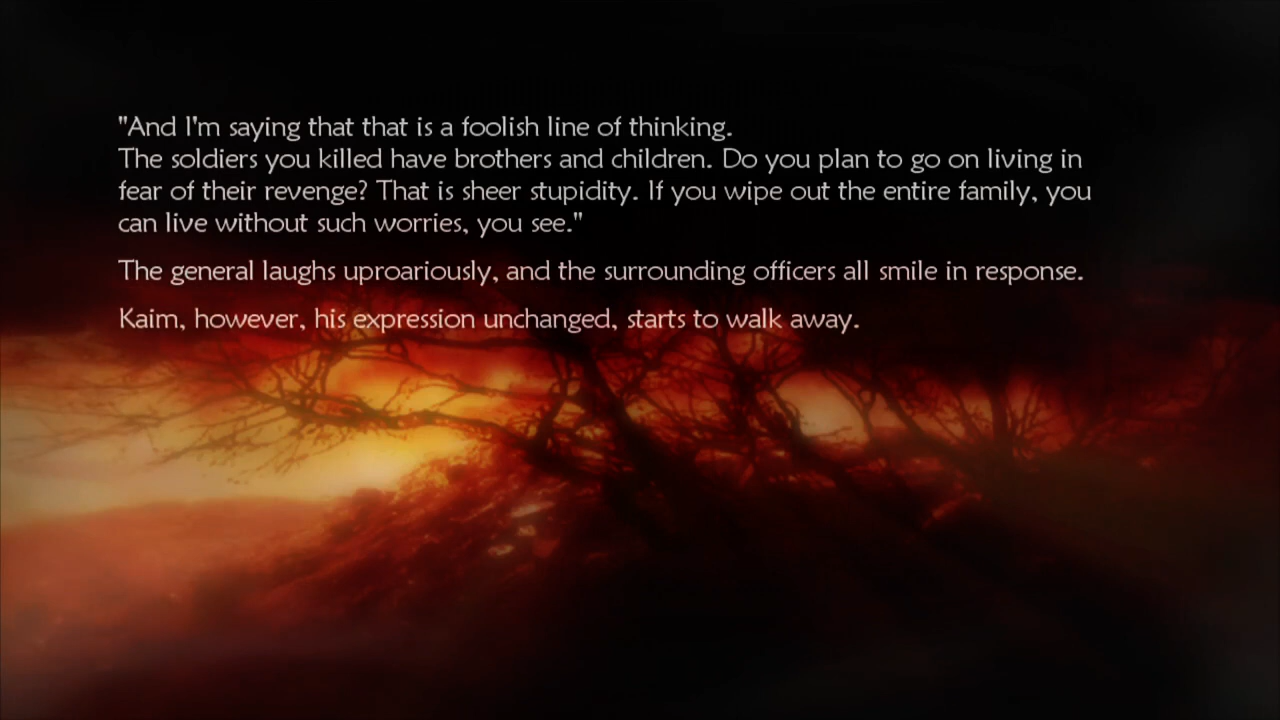 "And I'm saying that that is a foolish line of thinking.
The soldiers you killed have brothers and children. Do you plan to go on living in
fear of their revenge? That is sheer stupidity. If you wipe out the entire family, you
can live without such worries, you see."
The general laughs uproariously, and the surrounding officers all smile in response.
Kaim, however, his expression unchanged, starts to walk away.